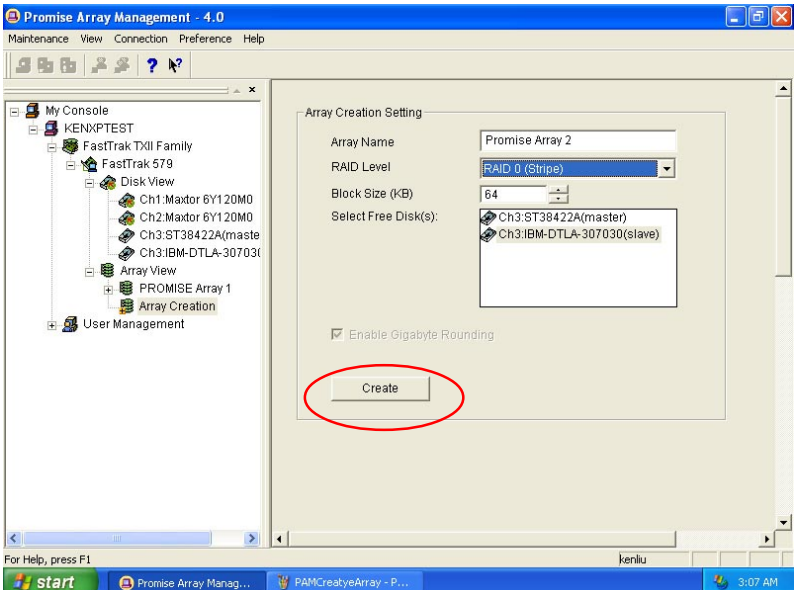 Promise Array Management - 4.0
Maintenance View Connection Preference Help
My Console
KENXPTEST
FastTrak TXII Family
FastTrak 579
Disk View
Ch1:Maxtor 6Y120M0
Ch2:Maxtor 6Y120M0
Ch3:ST38422A(maste
Ch3:IBM-DTLA-307030(
Array View
PROMISE Array 1
Array Creation
User Management
Array Creation Setting
Array Name Promise Array 2
RAID Level RAID 0 (Stripe)
Block Size (KB) 64
Select Free Disk(s): Ch3:ST38422A(master)
Ch3:IBM-DTLA-307030(slave)
Enable Gigabyte Rounding
Create
For Help, press F1 kenliu
start Promise Array Manag... PAMCreatyeArray - P... 3:07 AM